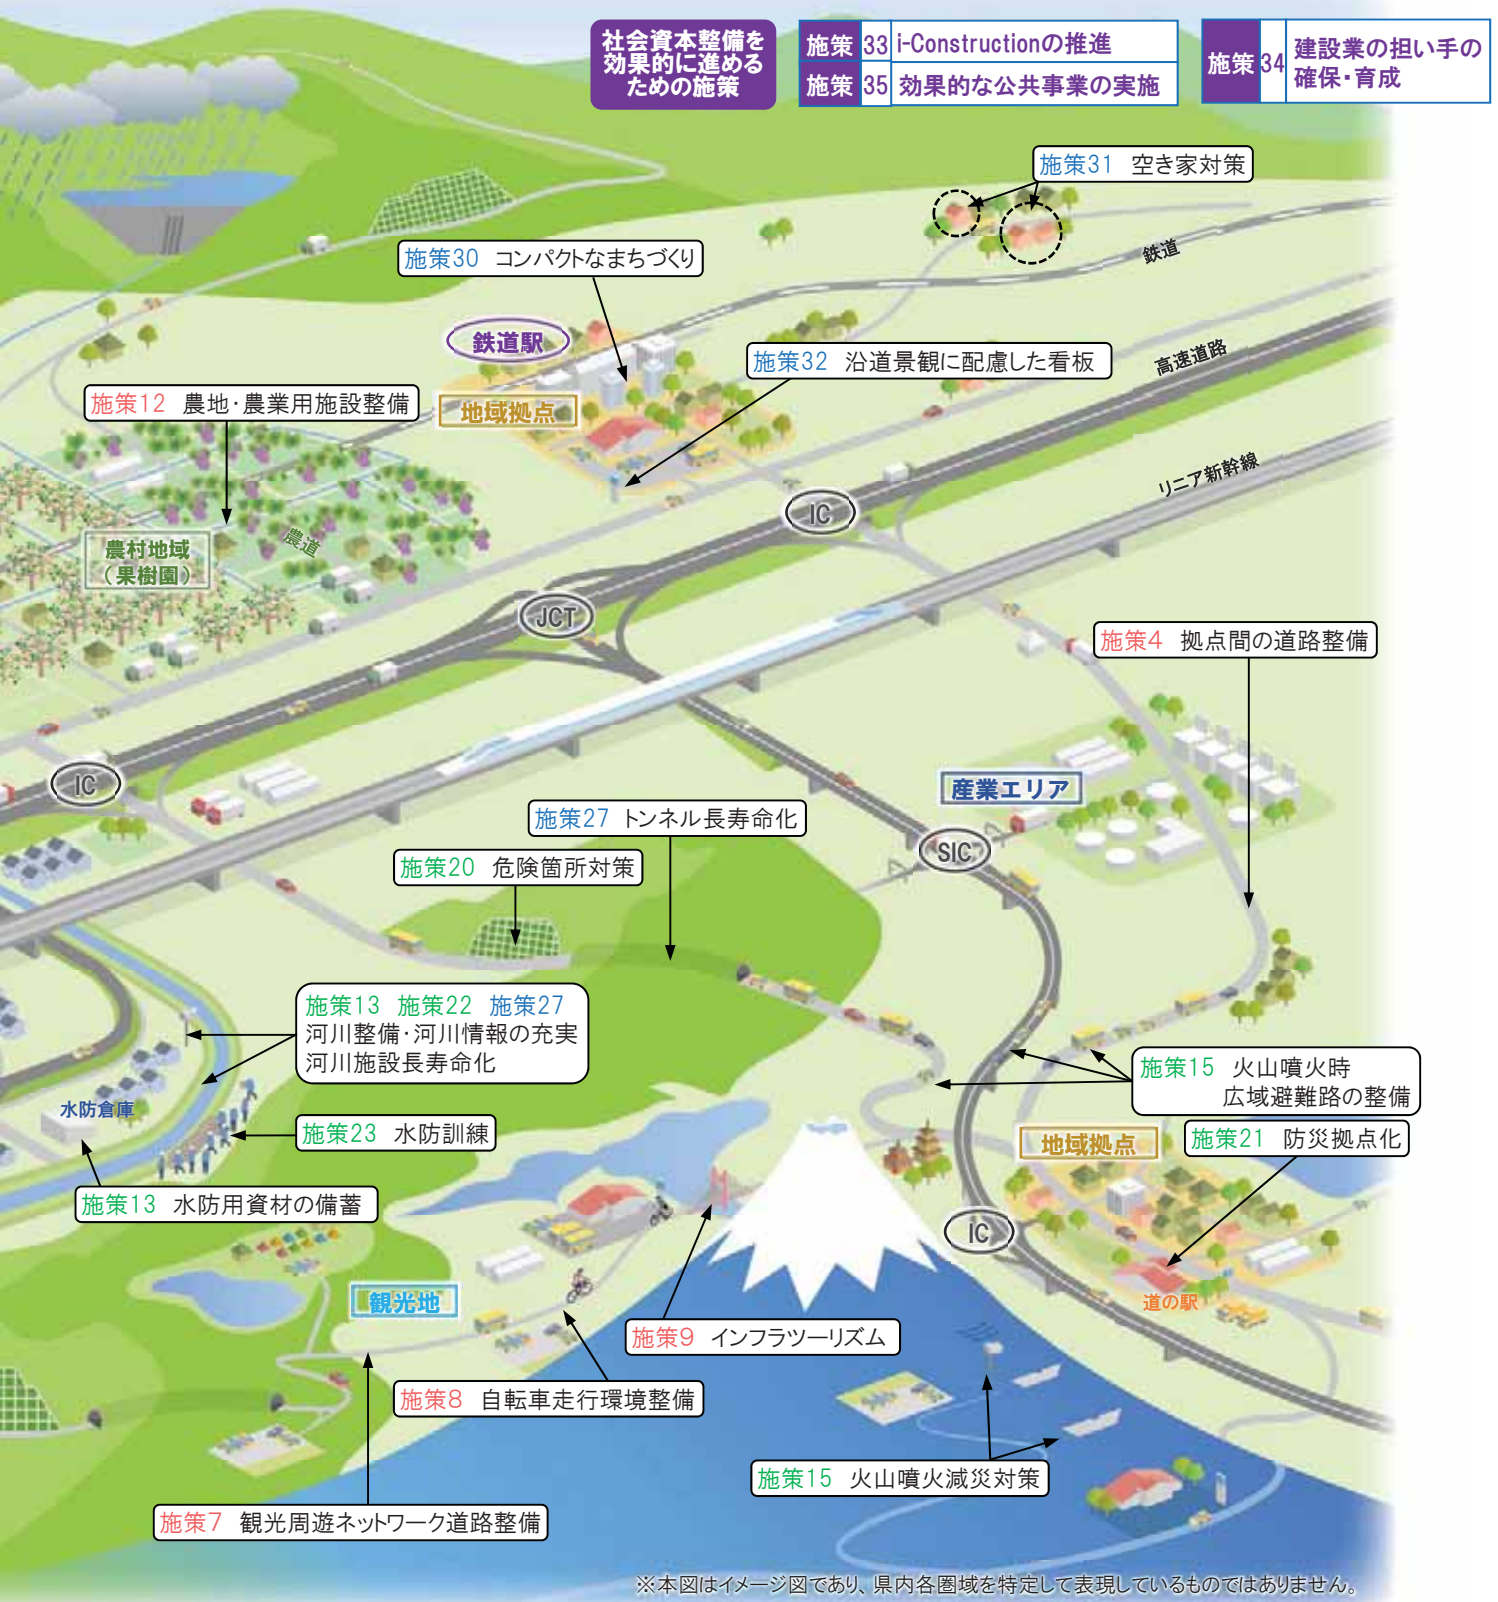 社会資本整備を
効果的に進める
ための施策
施策 33 i-Constructionの推進
施策 35 効果的な公共事業の実施
施策 34 建設業の担い手の
確保・育成
施策31 空き家対策
鉄道
施策30 コンパクトなまちづくり
鉄道駅
施策32 沿道景観に配慮した看板
高速道路
施策12 農地・農業用施設整備
地域拠点
リニア新幹線
IC
農道
農村地域
（果樹園）
JCT
施策4 拠点間の道路整備
IC
産業エリア
施策27 トンネル長寿命化
SIC
施策20 危険箇所対策
施策13 施策22 施策27
河川整備・河川情報の充実
河川施設長寿命化
施策15 火山噴火時
広域避難路の整備
水防倉庫
施策23 水防訓練
地域拠点
施策21 防災拠点化
施策13 水防用資材の備蓄
IC
観光地
道の駅
施策9 インフラツーリズム
施策8 自転車走行環境整備
施策15 火山噴火減災対策
施策7 観光周遊ネットワーク道路整備
※本図はイメージ図であり、県内各圏域を特定して表現しているものではありません。